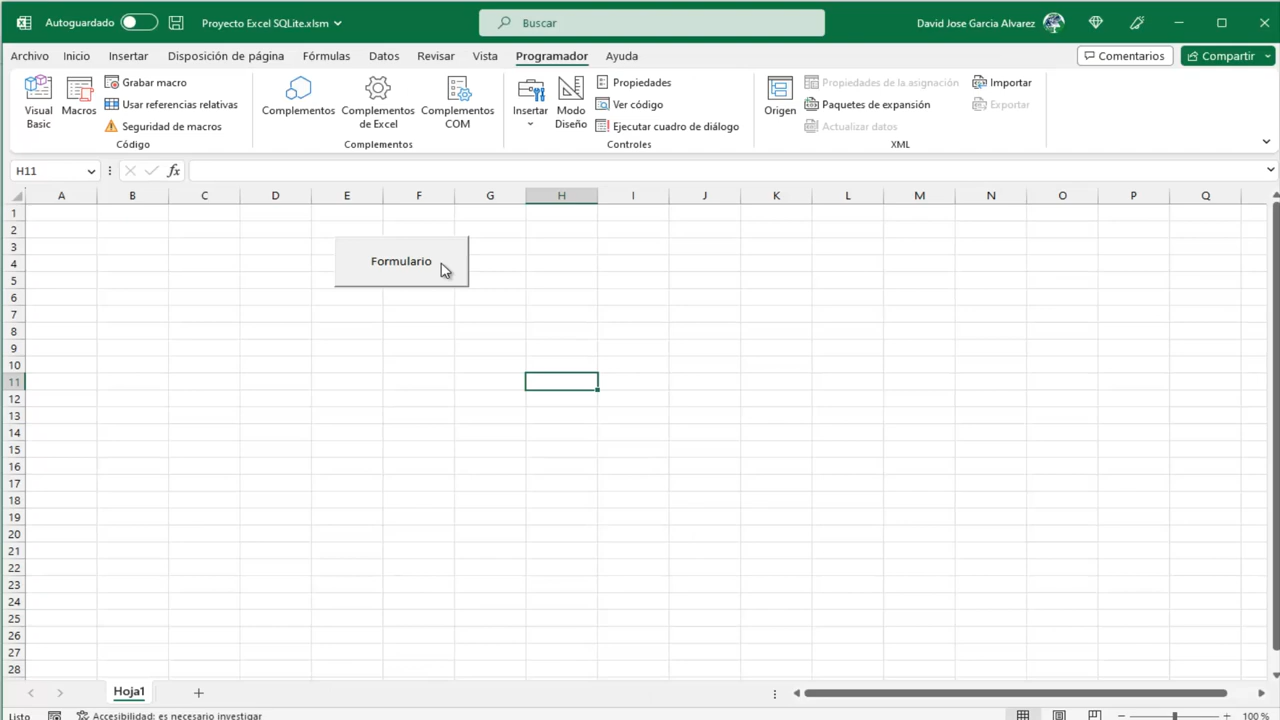 Autoguardado Proyecto Excel SQLite.xlsm Buscar David Jose Garcia Alvarez
Archivo Inicio Insertar Disposición de página Fórmulas Datos Revisar Vista Programador Ayuda Comentarios Compartir
Visual Basic
Macros
Grabar macro
Usar referencias relativas
Seguridad de macros
Código
Complementos
Complementos de Excel
Complementos COM
Complementos
Insertar
Modo Diseño
Propiedades
Ver código
Ejecutar cuadro de diálogo
Controles
Origen
Propiedades de la asignación
Paquetes de expansión
Actualizar datos
Importar
Exportar
XML
H11 fx
A B C D E F G H I J K L M N O P Q
1
2
3
4
Formulario
5
6
7
8
9
10
11
12
13
14
15
16
17
18
19
20
21
22
23
24
25
26
27
28
Hoja1
Listo Accesibilidad: es necesario investigar 100 %